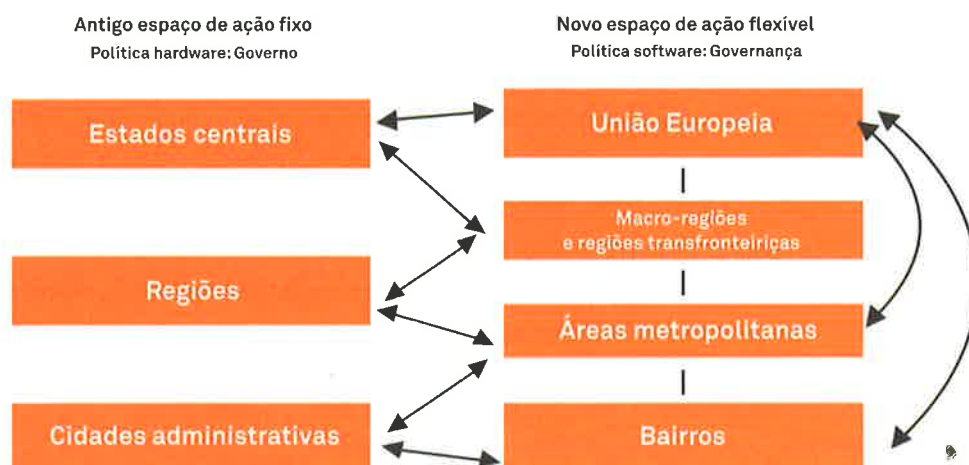 Antigo espaço de ação fixo
Política hardware: Governo
Novo espaço de ação flexível
Política software: Governança
Estados centrais
União Europeia
Macro-regiões
e regiões transfronteiriças
Regiões
Áreas metropolitanas
Cidades administrativas
Bairros